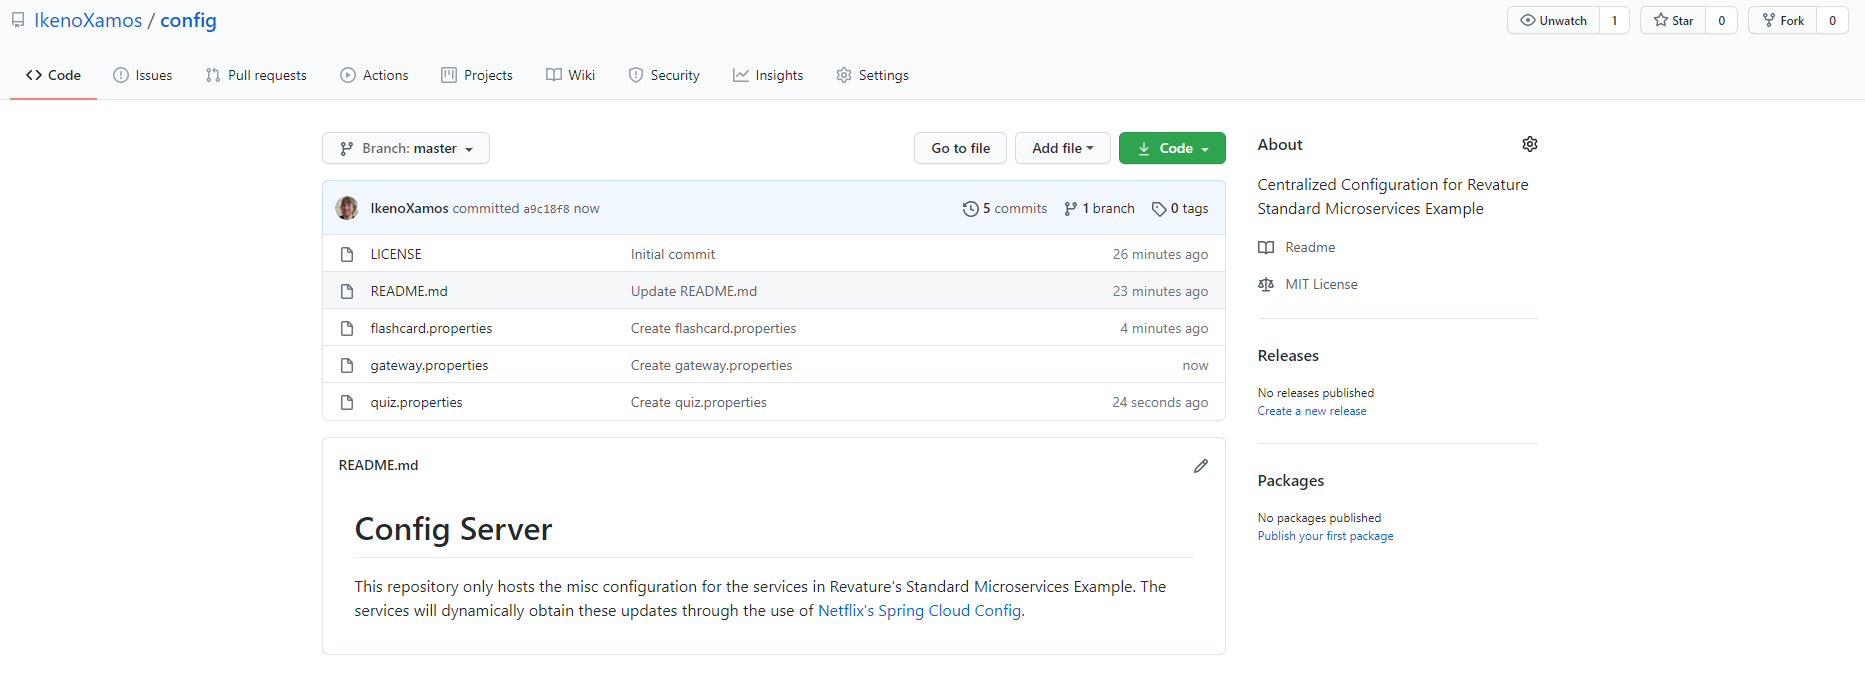 IkenoXamos / config
Unwatch 1 Star 0 Fork 0
Code Issues Pull requests Actions Projects Wiki Security Insights Settings
Branch: master Go to file Add file Code
IkenoXamos committed a9c18f8 now 5 commits 1 branch 0 tags
LICENSE Initial commit 26 minutes ago
README.md Update README.md 23 minutes ago
flashcard.properties Create flashcard.properties 4 minutes ago
gateway.properties Create gateway.properties now
quiz.properties Create quiz.properties 24 seconds ago
README.md
Config Server
This repository only hosts the misc configuration for the services in Revature's Standard Microservices Example. The
services will dynamically obtain these updates through the use of Netflix's Spring Cloud Config.
About
Centralized Configuration for Revature
Standard Microservices Example
Readme
MIT License
Releases
No releases published
Create a new release
Packages
No packages published
Publish your first package